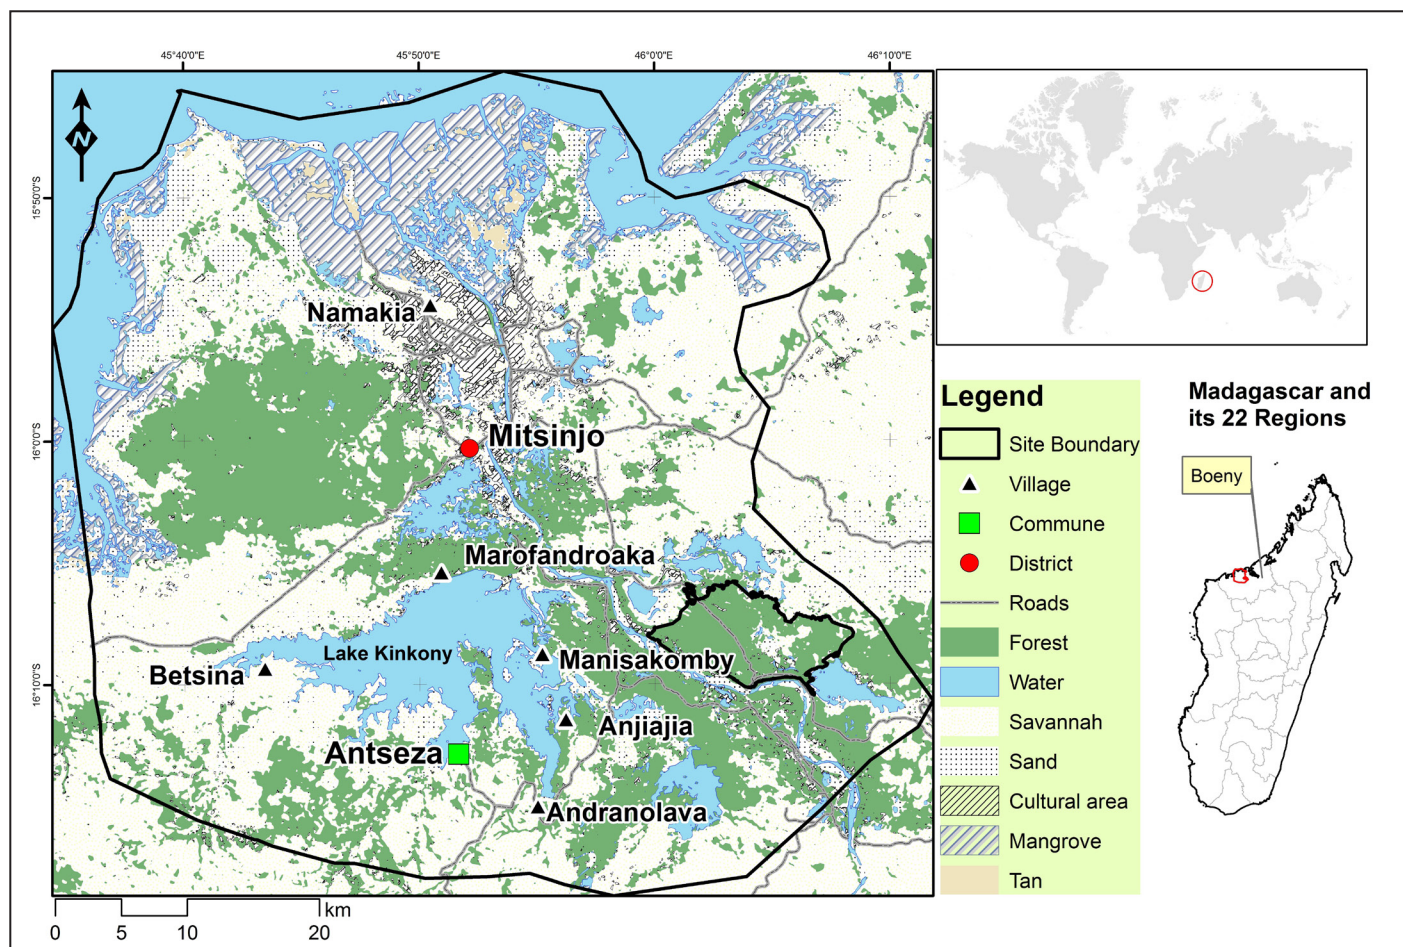 45°40'0"E
45°50'0"E
46°0'0"E
46°10'0"E
N
15°50'0"S
16°0'0"S
16°10'0"S
Namakia
Mitsinjo
Marofandroaka
Lake Kinkony
Manisakomby
Betsina
Anjiajia
Antseza
Andranolava
km
0
5
10
20
Legend
Site Boundary
Village
Commune
District
Roads
Forest
Water
Savannah
Sand
Cultural area
Mangrove
Tan
Madagascar and
its 22 Regions
Boeny